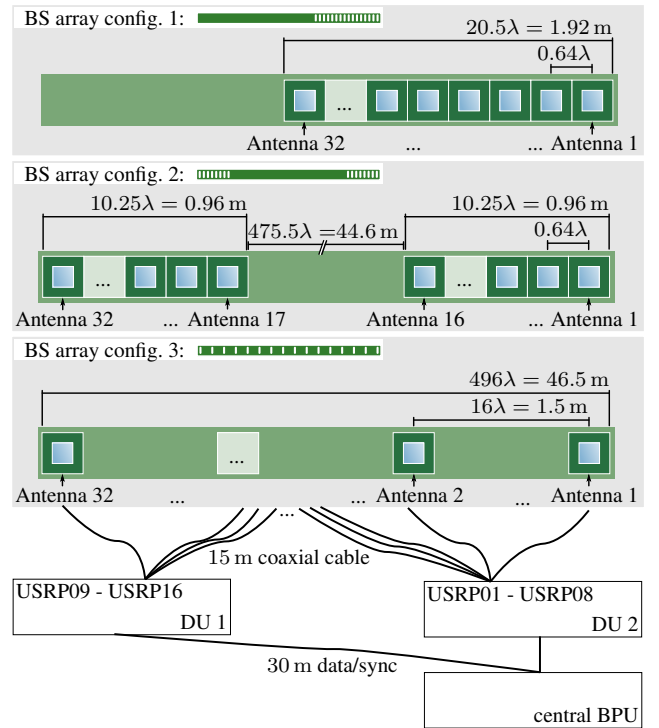 BS array config. 1:
20.5λ = 1.92 m
0.64λ
...
Antenna 32 ... ... Antenna 1
BS array config. 2:
10.25λ = 0.96 m 10.25λ = 0.96 m
475.5λ =44.6 m 0.64λ
... ...
Antenna 32 ... Antenna 17 Antenna 16 ... Antenna 1
BS array config. 3:
496λ = 46.5 m
16λ = 1.5 m
...
Antenna 32 ... ... Antenna 2 ... Antenna 1
...
15 m coaxial cable
USRP09 - USRP16 USRP01 - USRP08
DU 1 DU 2
30 m data/sync
central BPU